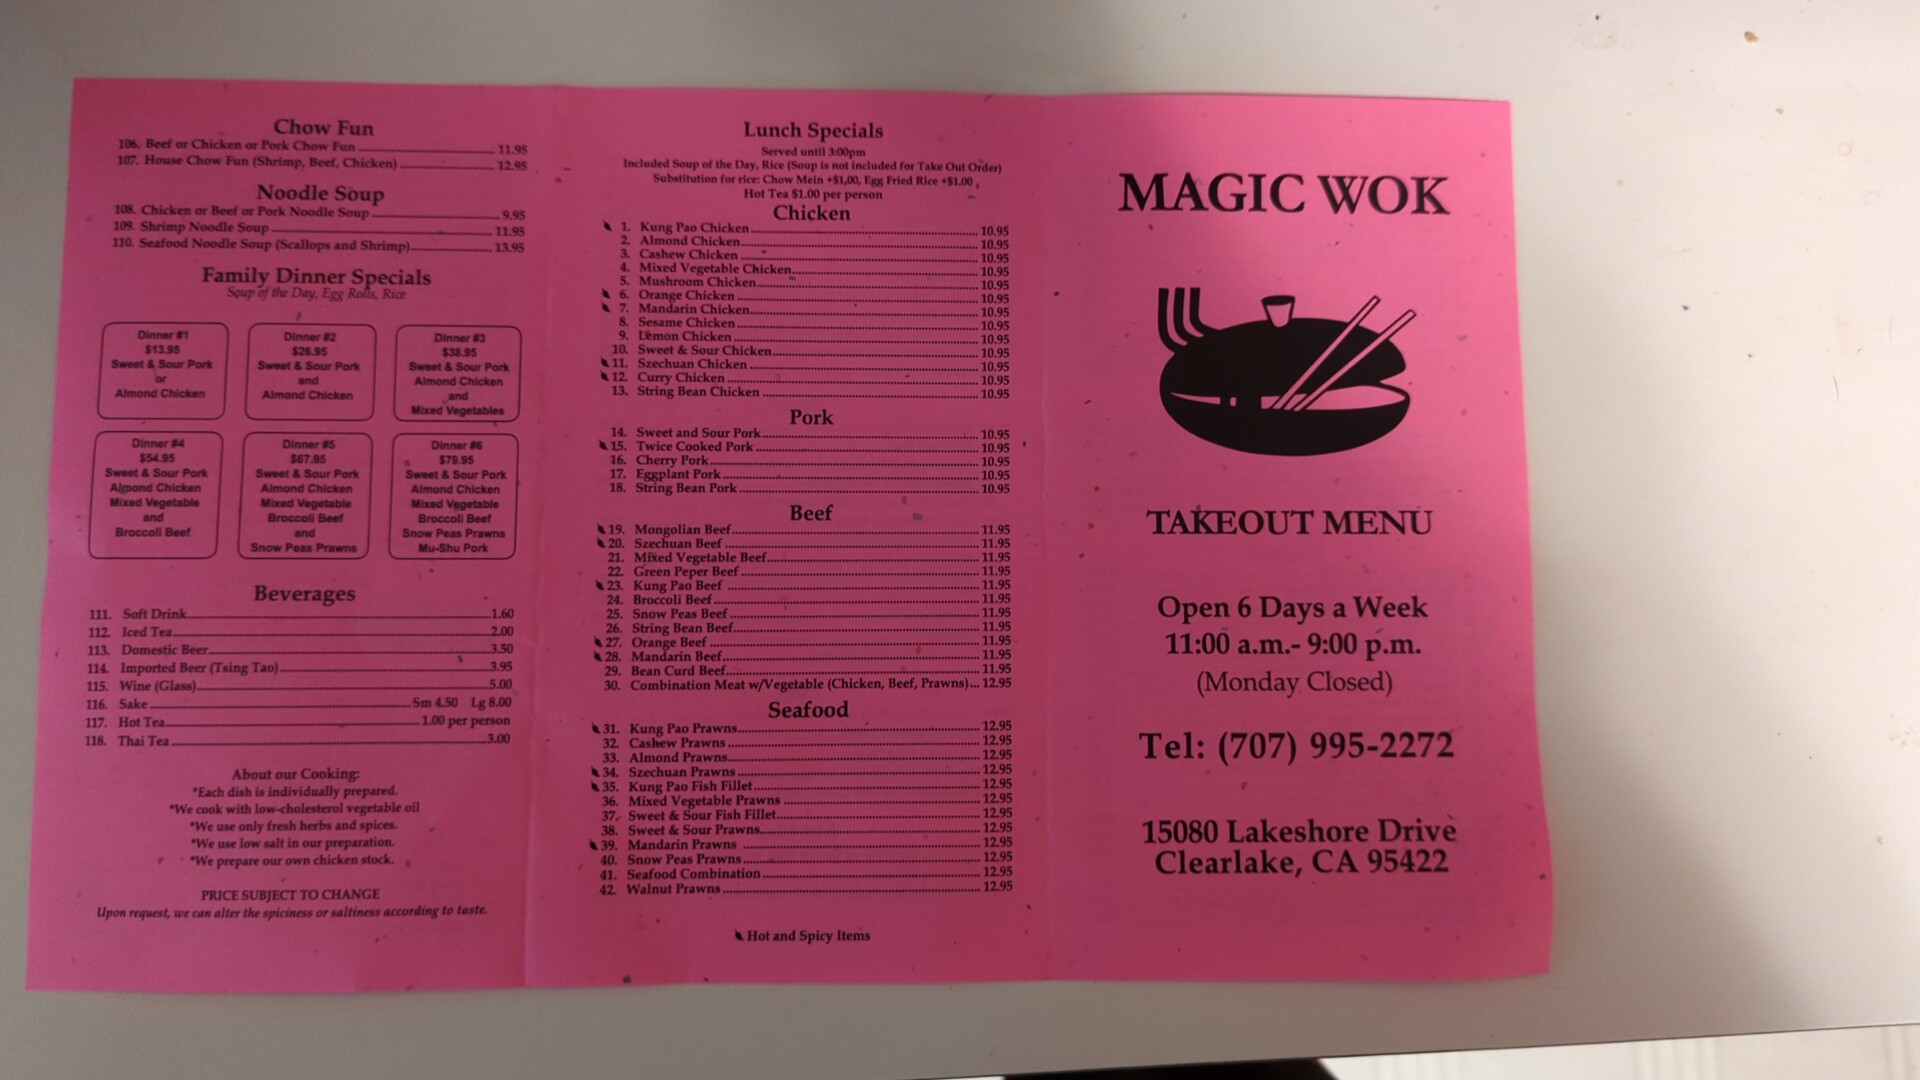 Chow Fun
106. Beef or Chicken or Pork Chow Fun 11.95
107. House Chow Fun (Shrimp, Beef, Chicken) 12.95
Noodle Soup
108. Chicken or Beef or Pork Noodle Soup 9.95
109. Shrimp Noodle Soup 11.95
110. Seafood Noodle Soup (Scallops and Shrimp) 13.95
Family Dinner Specials
Soup of the Day, Egg Rolls, Rice
Dinner #1
$13.95
Sweet & Sour Pork
or
Almond Chicken
Dinner #2
$26.95
Sweet & Sour Pork
and
Almond Chicken
Dinner #3
$38.95
Sweet & Sour Pork
Almond Chicken
and
Mixed Vegetables
Dinner #4
$54.95
Sweet & Sour Pork
Almond Chicken
Mixed Vegetable
and
Broccoli Beef
Dinner #5
$67.95
Sweet & Sour Pork
Almond Chicken
Mixed Vegetable
Broccoli Beef
and
Snow Peas Prawns
Dinner #6
$79.95
Sweet & Sour Pork
Almond Chicken
Mixed Vegetable
Broccoli Beef
Snow Peas Prawns
Mu-Shu Pork
Beverages
111. Soft Drink 1.60
112. Iced Tea 2.00
113. Domestic Beer 3.50
114. Imported Beer (Tsing Tao) 3.95
115. Wine (Glass) 5.00
116. Sake Sm 4.50 Lg 8.00
117. Hot Tea 1.00 per person
118. Thai Tea 3.00
About our Cooking:
*Each dish is individually prepared.
*We cook with low-cholesterol vegetable oil
*We use only fresh herbs and spices.
*We use low salt in our preparation.
*We prepare our own chicken stock.
PRICE SUBJECT TO CHANGE
Upon request, we can alter the spiciness or saltiness according to taste.
Lunch Specials
Served until 3:00pm
Included Soup of the Day, Rice (Soup is not included for Take Out Order)
Substitution for rice: Chow Mein +$1,00, Egg Fried Rice +$1.00
Hot Tea $1.00 per person
Chicken
1. Kung Pao Chicken 10.95
2. Almond Chicken 10.95
3. Cashew Chicken 10.95
4. Mixed Vegetable Chicken 10.95
5. Mushroom Chicken 10.95
6. Orange Chicken 10.95
7. Mandarin Chicken 10.95
8. Sesame Chicken 10.95
9. Lemon Chicken 10.95
10. Sweet & Sour Chicken 10.95
11. Szechuan Chicken 10.95
12. Curry Chicken 10.95
13. String Bean Chicken 10.95
Pork
14. Sweet and Sour Pork 10.95
15. Twice Cooked Pork 10.95
16. Cherry Pork 10.95
17. Eggplant Pork 10.95
18. String Bean Pork 10.95
Beef
19. Mongolian Beef 11.95
20. Szechuan Beef 11.95
21. Mixed Vegetable Beef 11.95
22. Green Peper Beef 11.95
23. Kung Pao Beef 11.95
24. Broccoli Beef 11.95
25. Snow Peas Beef 11.95
26. String Bean Beef 11.95
27. Orange Beef 11.95
28. Mandarin Beef 11.95
29. Bean Curd Beef 11.95
30. Combination Meat w/Vegetable (Chicken, Beef, Prawns) 12.95
Seafood
31. Kung Pao Prawns 12.95
32. Cashew Prawns 12.95
33. Almond Prawns 12.95
34. Szechuan Prawns 12.95
35. Kung Pao Fish Fillet 12.95
36. Mixed Vegetable Prawns 12.95
37. Sweet & Sour Fish Fillet 12.95
38. Sweet & Sour Prawns 12.95
39. Mandarin Prawns 12.95
40. Snow Peas Prawns 12.95
41. Seafood Combination 12.95
42. Walnut Prawns 12.95
Hot and Spicy Items
MAGIC WOK
TAKEOUT MENU
Open 6 Days a Week
11:00 a.m.- 9:00 p.m.
(Monday Closed)
Tel: (707) 995-2272
15080 Lakeshore Drive
Clearlake, CA 95422